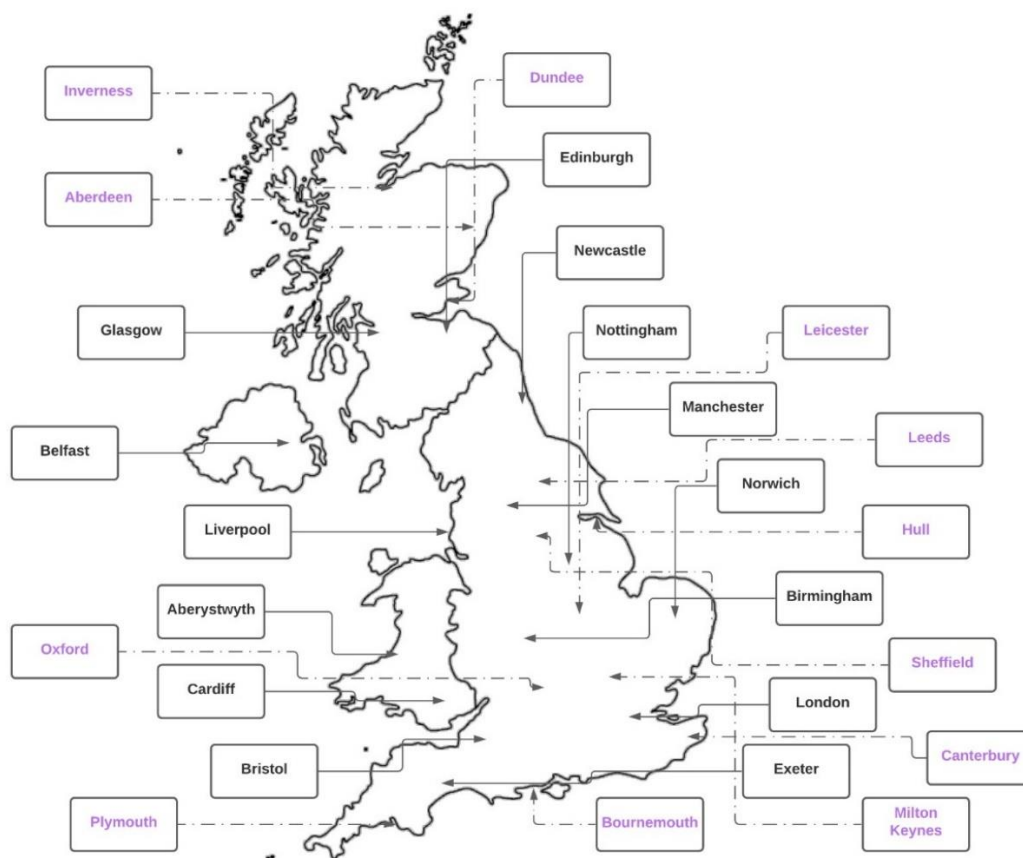 Dundee
Inverness
Edinburgh
Aberdeen
Newcastle
Glasgow
Nottingham
Leicester
Manchester
Belfast
Leeds
Norwich
Liverpool
Hull
Aberystwyth
Birmingham
Oxford
Sheffield
Cardiff
London
Bristol
Exeter
Canterbury
Plymouth
Bournemouth
Milton
Keynes